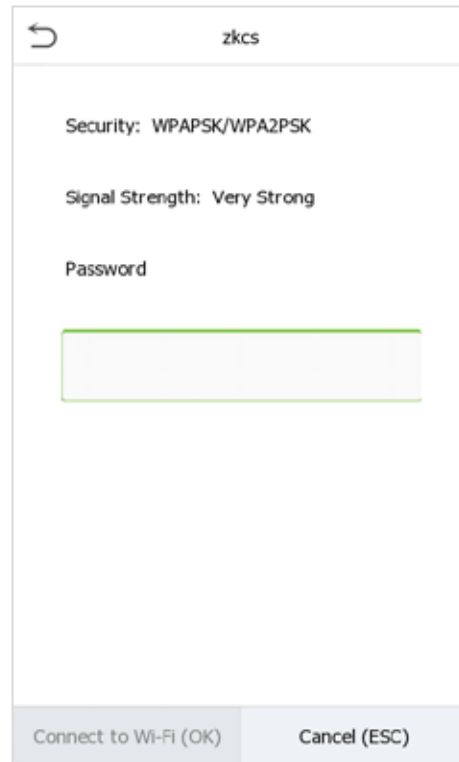 zkcs
Security: WPAPSK/WPA2PSK
Signal Strength: Very Strong
Password
Connect to Wi-Fi (OK)
Cancel (ESC)